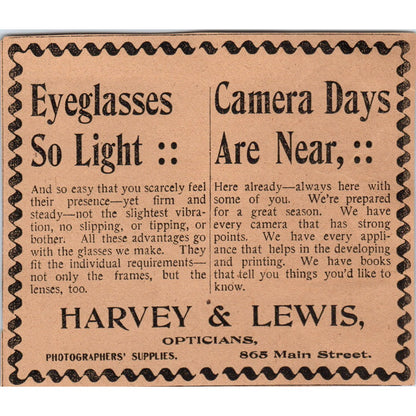 Eyeglasses
So Light ::
And so easy that you scarcely feel
their presence—yet firm and
steady—not the slightest vibra-
tion, no slipping, or tipping, or
bother. All these advantages go
with the glasses we make. They
fit the individual requirements—
not only the frames, but the
lenses, too.
Camera Days
Are Near, ::
Here already—always here with
some of you. We're prepared
for a great season. We have
every camera that has strong
points. We have every appli-
ance that helps in the developing
and printing. We have books
that tell you things you'd like to
know.
HARVEY & LEWIS,
OPTICIANS,
PHOTOGRAPHERS' SUPPLIES. 865 Main Street.